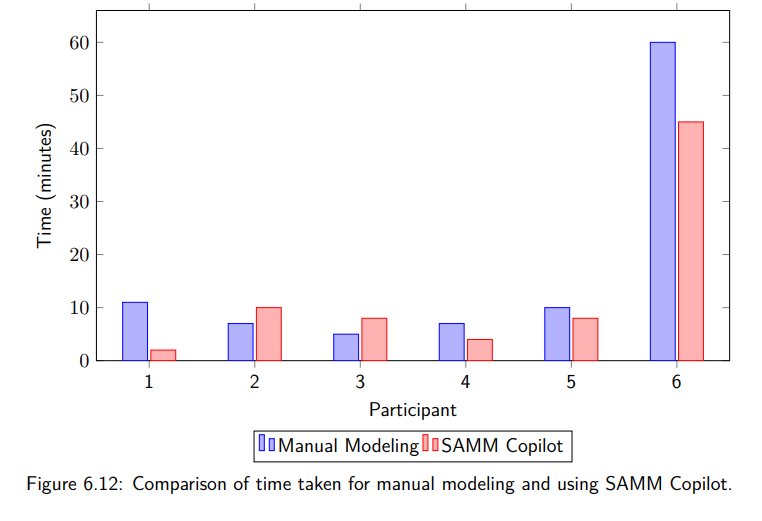 60
50
40
30
20
10
0
Time (minutes)
1 2 3 4 5 6
Participant
Manual Modeling SAMM Copilot
Figure 6.12: Comparison of time taken for manual modeling and using SAMM Copilot.